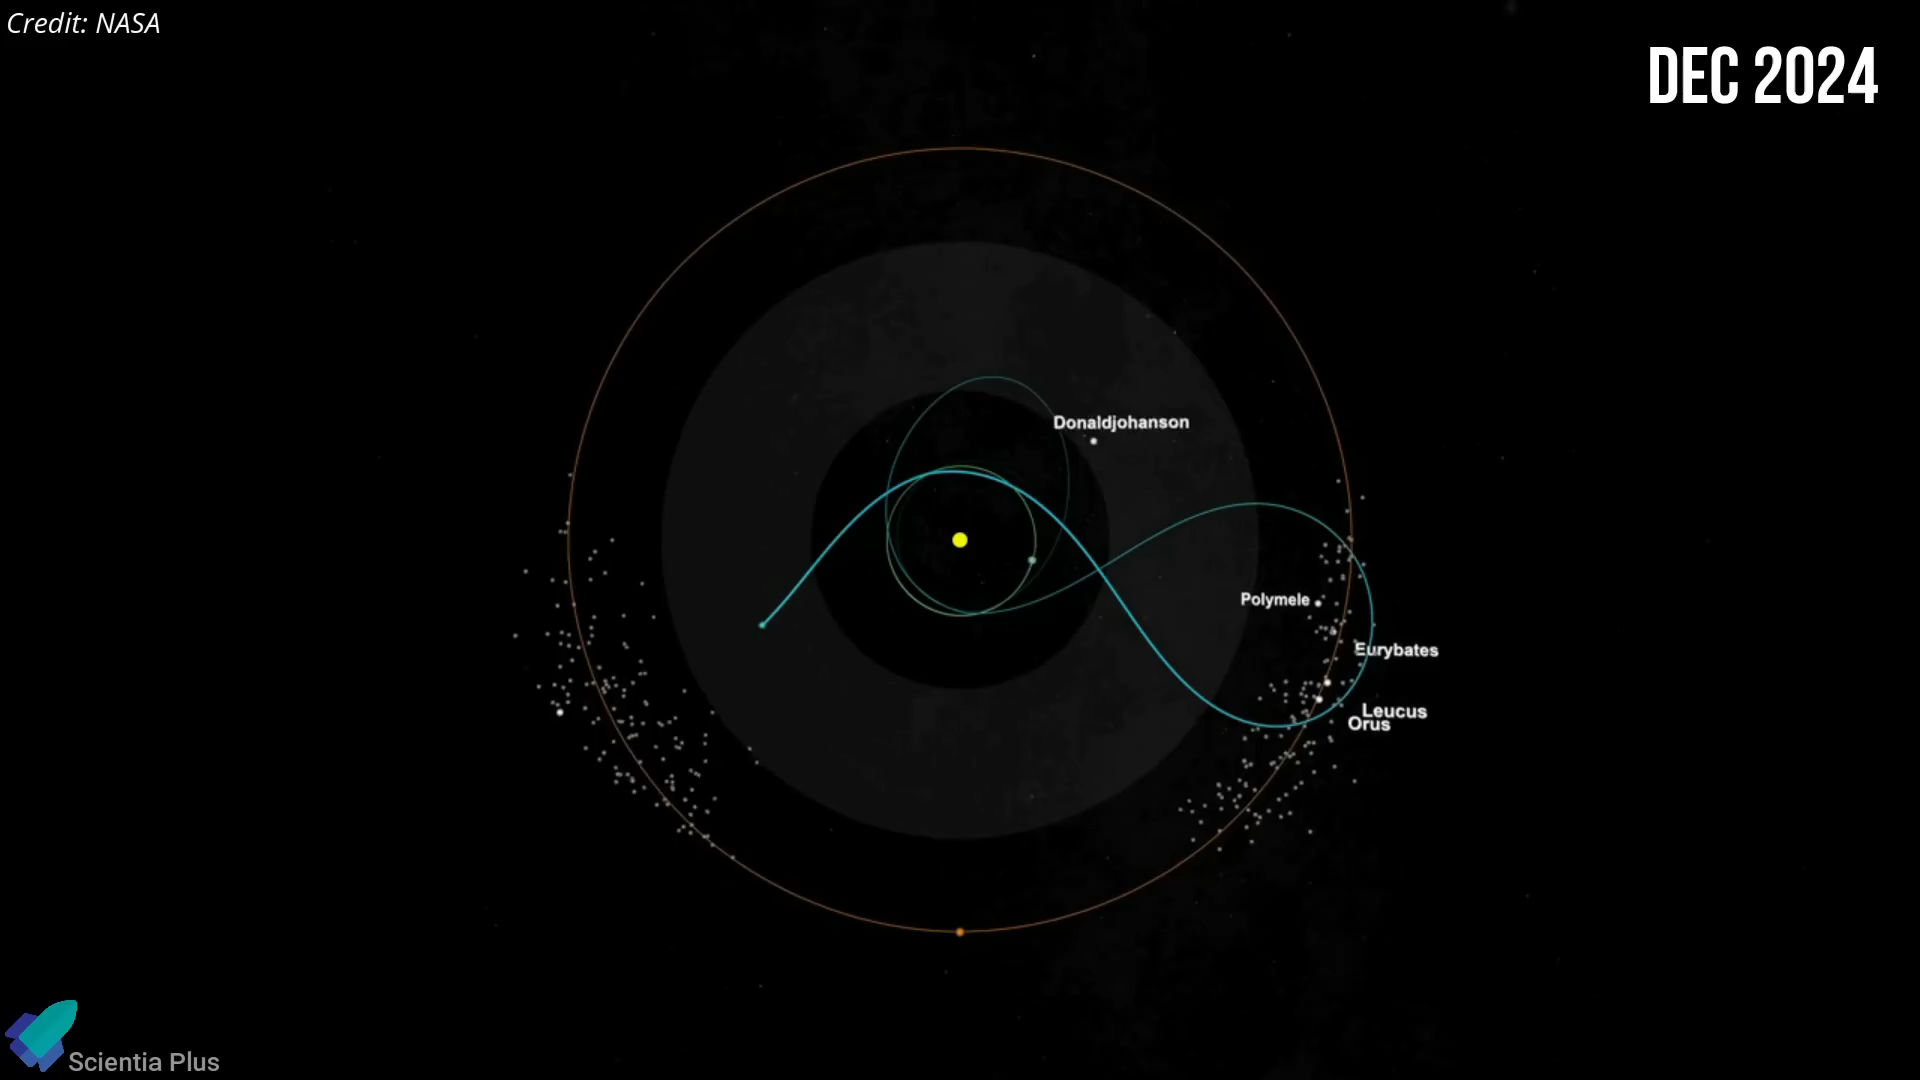 Credit: NASA
DEC 2024
Donaldjohanson
Polymele
Eurybates
Leucus
Orus
Scientia Plus